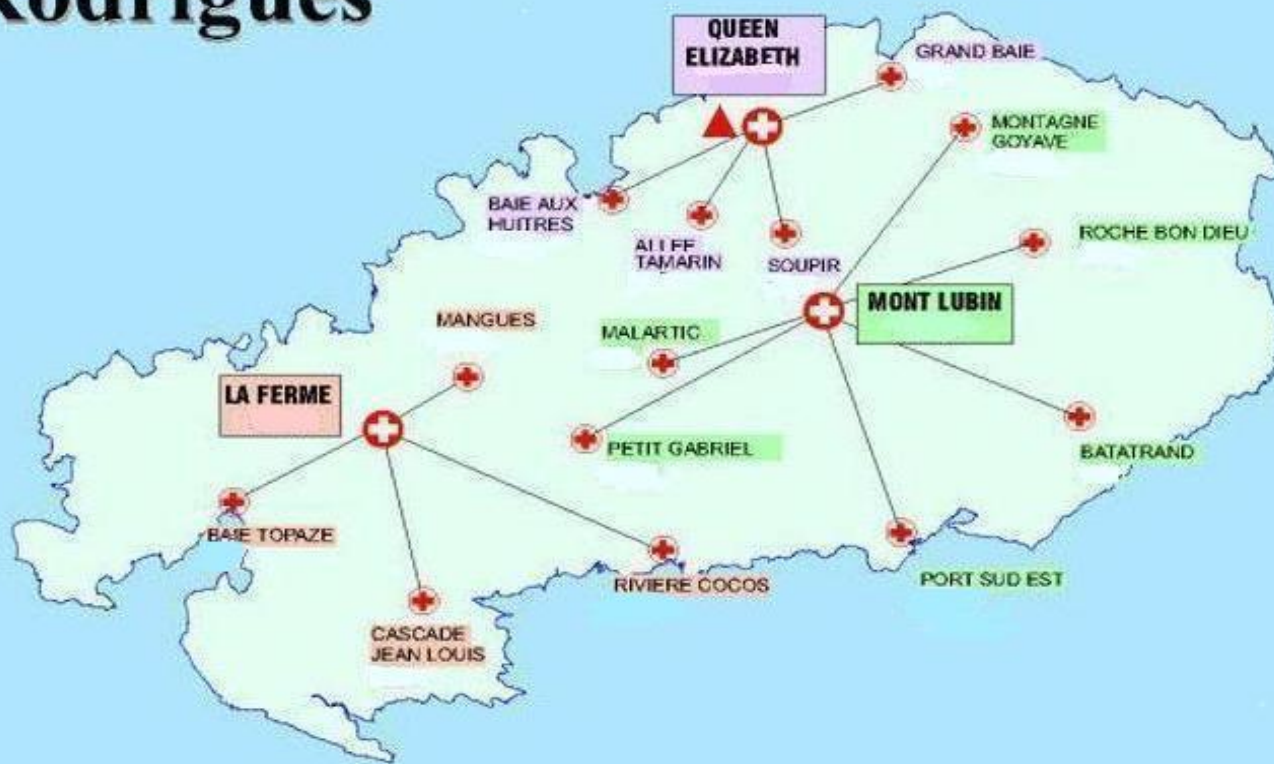 Rodrigues
QUEEN
ELIZABETH
GRAND BAIE
MONTAGNE
GOYAVE
BAIE AUX
HUITRES
ALLEE
TAMARIN
SOUPIR
ROCHE BON DIEU
MONT LUBIN
MANGUES
MALARTIC
LA FERME
PETIT GABRIEL
BATATRAND
BAIE TOPAZE
RIVIERE COCOS
PORT SUD EST
CASCADE
JEAN LOUIS